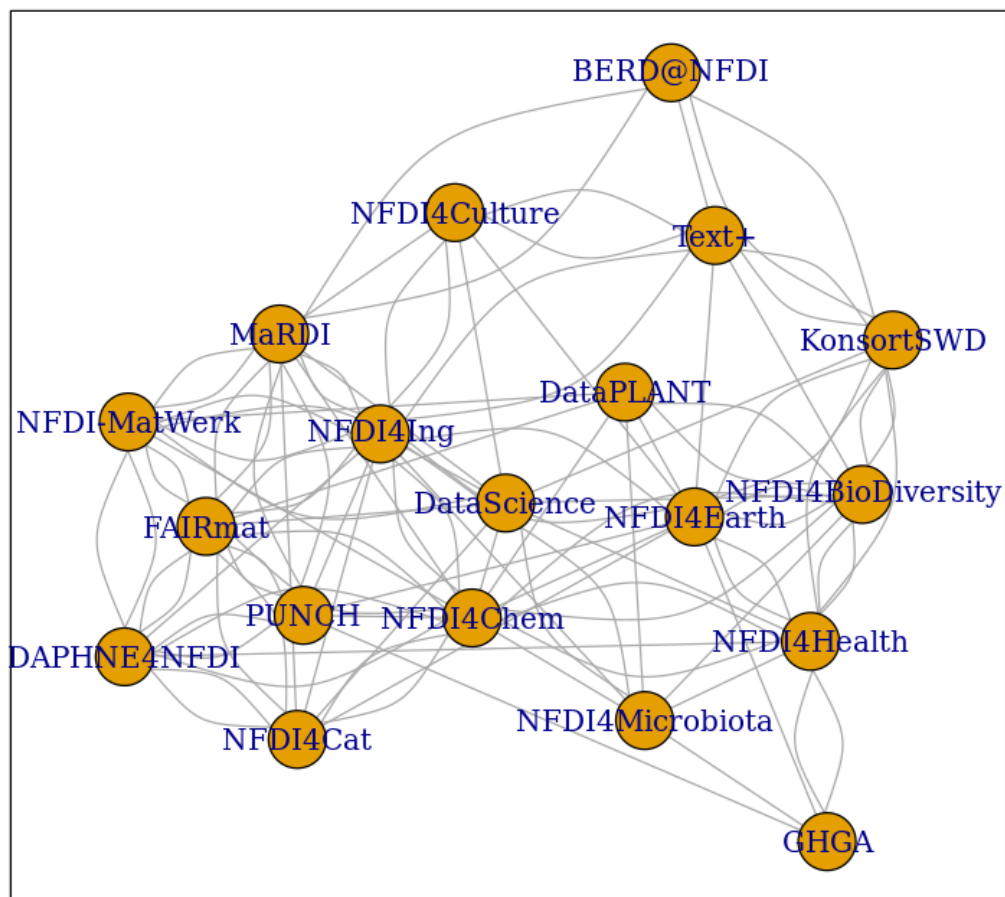 BERD@NFDI
NFDI4Culture
Text+
MaRDI
KonsortSWD
DataPLANT
NFDI-MatWerk
NFDI4Ing
NFDI4BioDiversity
DataScience
NFDI4Earth
FAIRmat
PUNCH
NFDI4Chem
NFDI4Health
DAPHNE4NFDI
NFDI4Microbiota
NFDI4Cat
GHGA